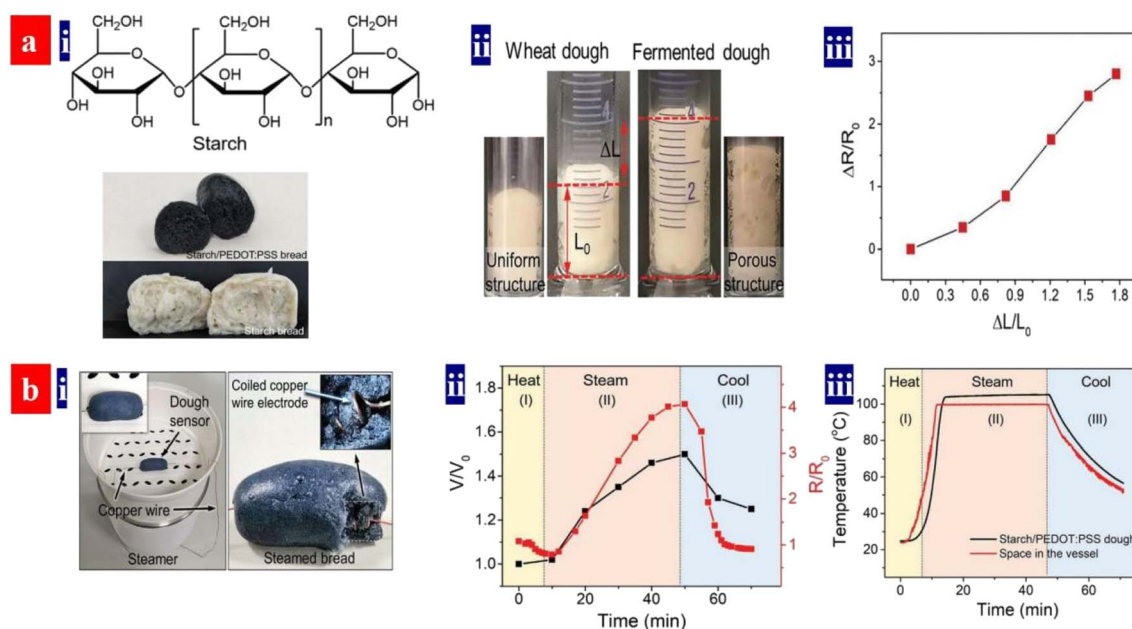 a
i
CH₂OH
CH₂OH
CH₂OH
O
O
O
OH
OH
OH
OH
O
O
OH
OH
OH
OH
n
Starch
Starch/PEDOT:PSS bread
Starch bread
ii
Wheat dough
Fermented dough
4
4
ΔL
2
2
L₀
Uniform
structure
Porous
structure
iii
ΔR/R₀
3
2
1
0
0.0 0.3 0.6 0.9 1.2 1.5 1.8
ΔL/L₀
b
i
Dough
sensor
Copper wire
Steamer
Coiled copper
wire electrode
Steamed bread
ii
Heat
(I)
Steam
(II)
Cool
(III)
V/V₀
1.8
1.6
1.4
1.2
1.0
R/R₀
4
3
2
1
0
0 20 40 60
Time (min)
iii
Heat
(I)
Steam
(II)
Cool
(III)
Temperature (°C)
100
80
60
40
20
0
Starch/PEDOT:PSS dough
Space in the vessel
0 20 40 60
Time (min)